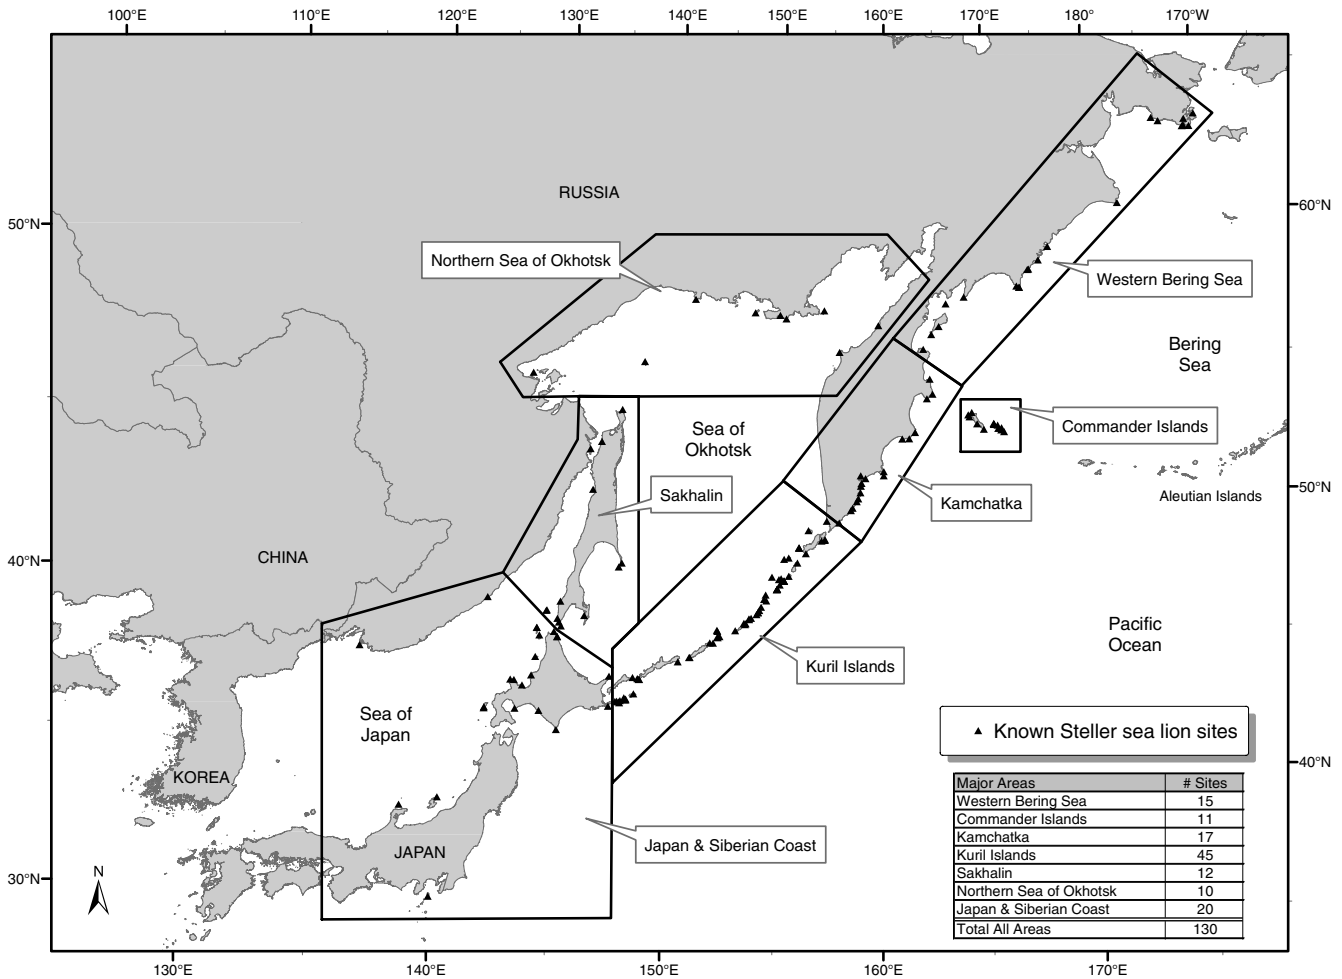 100°E 110°E 120°E 130°E 140°E 150°E 160°E 170°E 180° 170°W
RUSSIA
50°N
60°N
Northern Sea of Okhotsk
Western Bering Sea
Bering
Sea
Commander Islands
Sea of
Okhotsk
Sakhalin
50°N
Aleutian Islands
Kamchatka
CHINA
40°N
Pacific
Ocean
Kuril Islands
Sea of
Japan
Known Steller sea lion sites
40°N
KOREA
Major Areas # Sites
Western Bering Sea 15
Commander Islands 11
Kamchatka 17
Kuril Islands 45
Sakhalin 12
Northern Sea of Okhotsk 10
Japan & Siberian Coast 20
Total All Areas 130
Japan & Siberian Coast
JAPAN
N
30°N
130°E 140°E 150°E 160°E 170°E